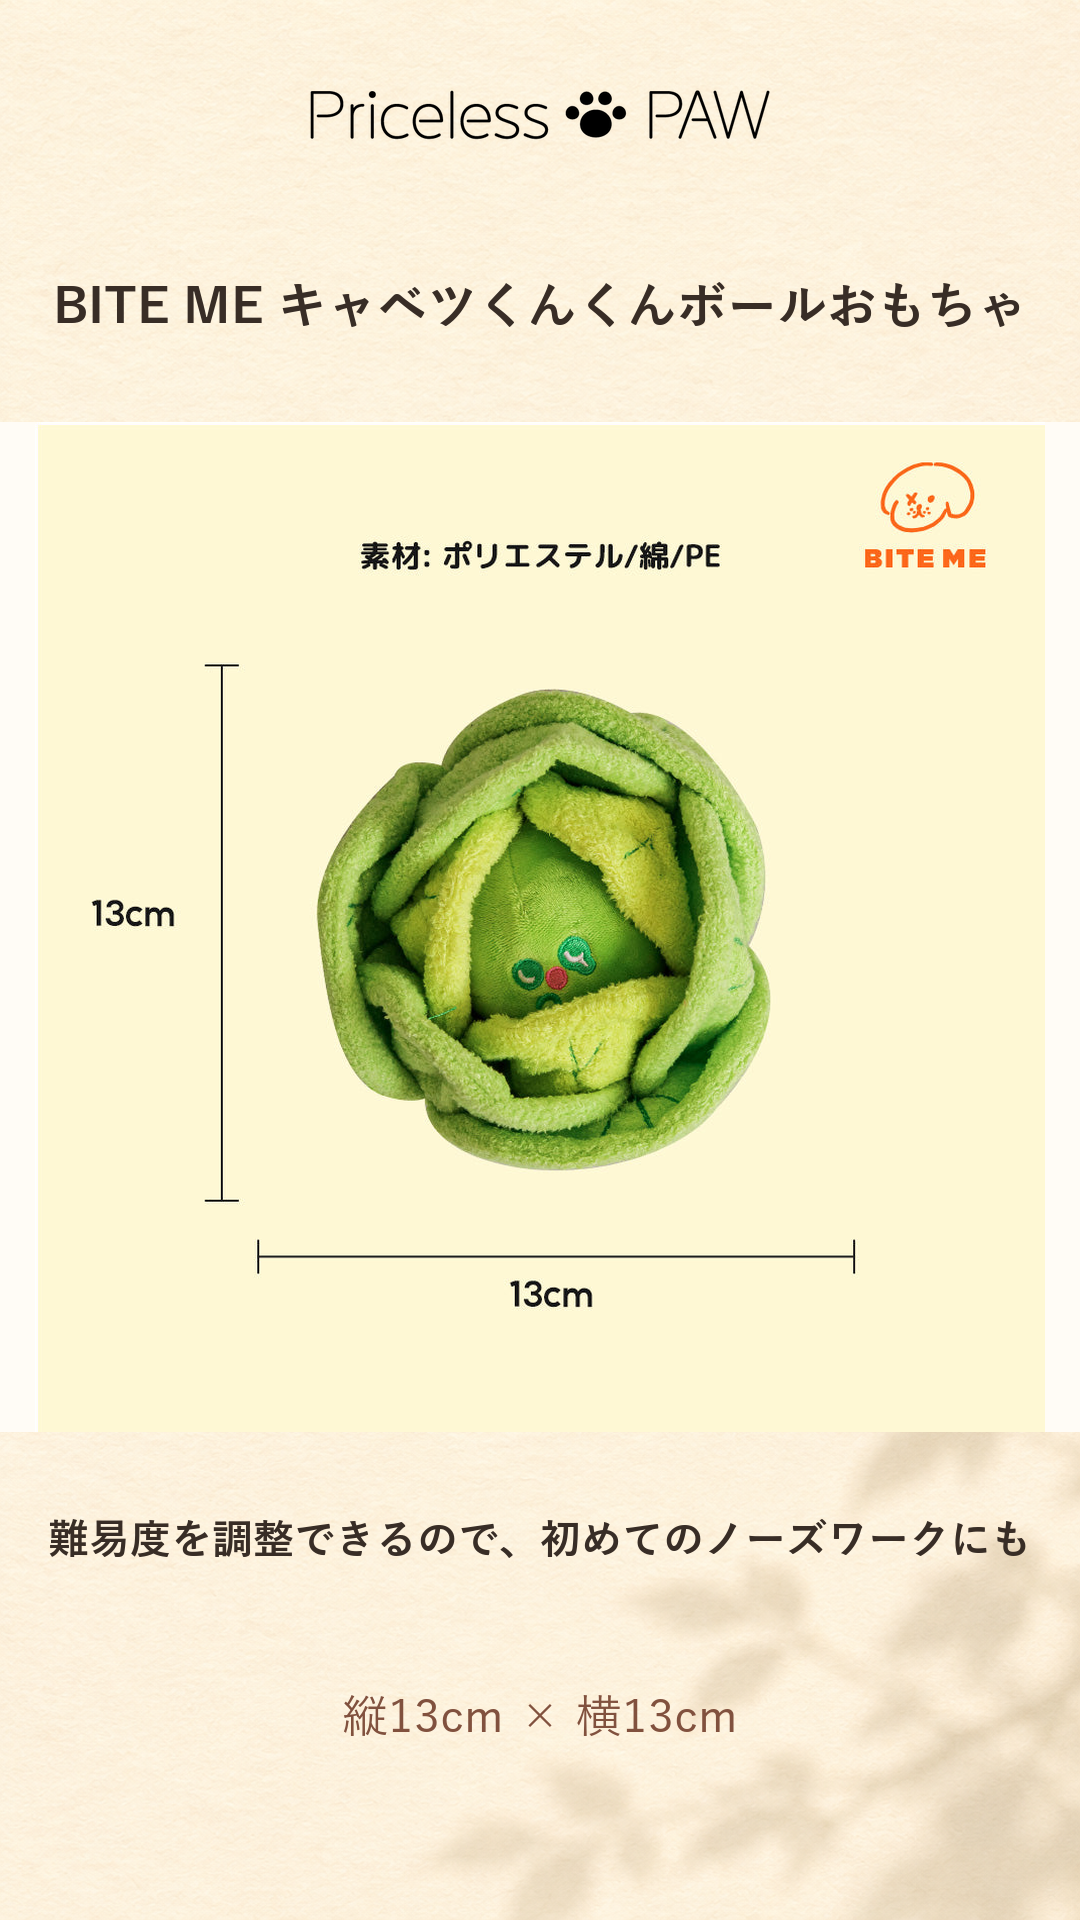 Priceless PAW
BITE ME キャベツくんくんボールおもちゃ
BITE ME
素材: ポリエステル/綿/PE
13cm
13cm
難易度を調整できるので、初めてのノーズワークにも
縦13cm × 横13cm